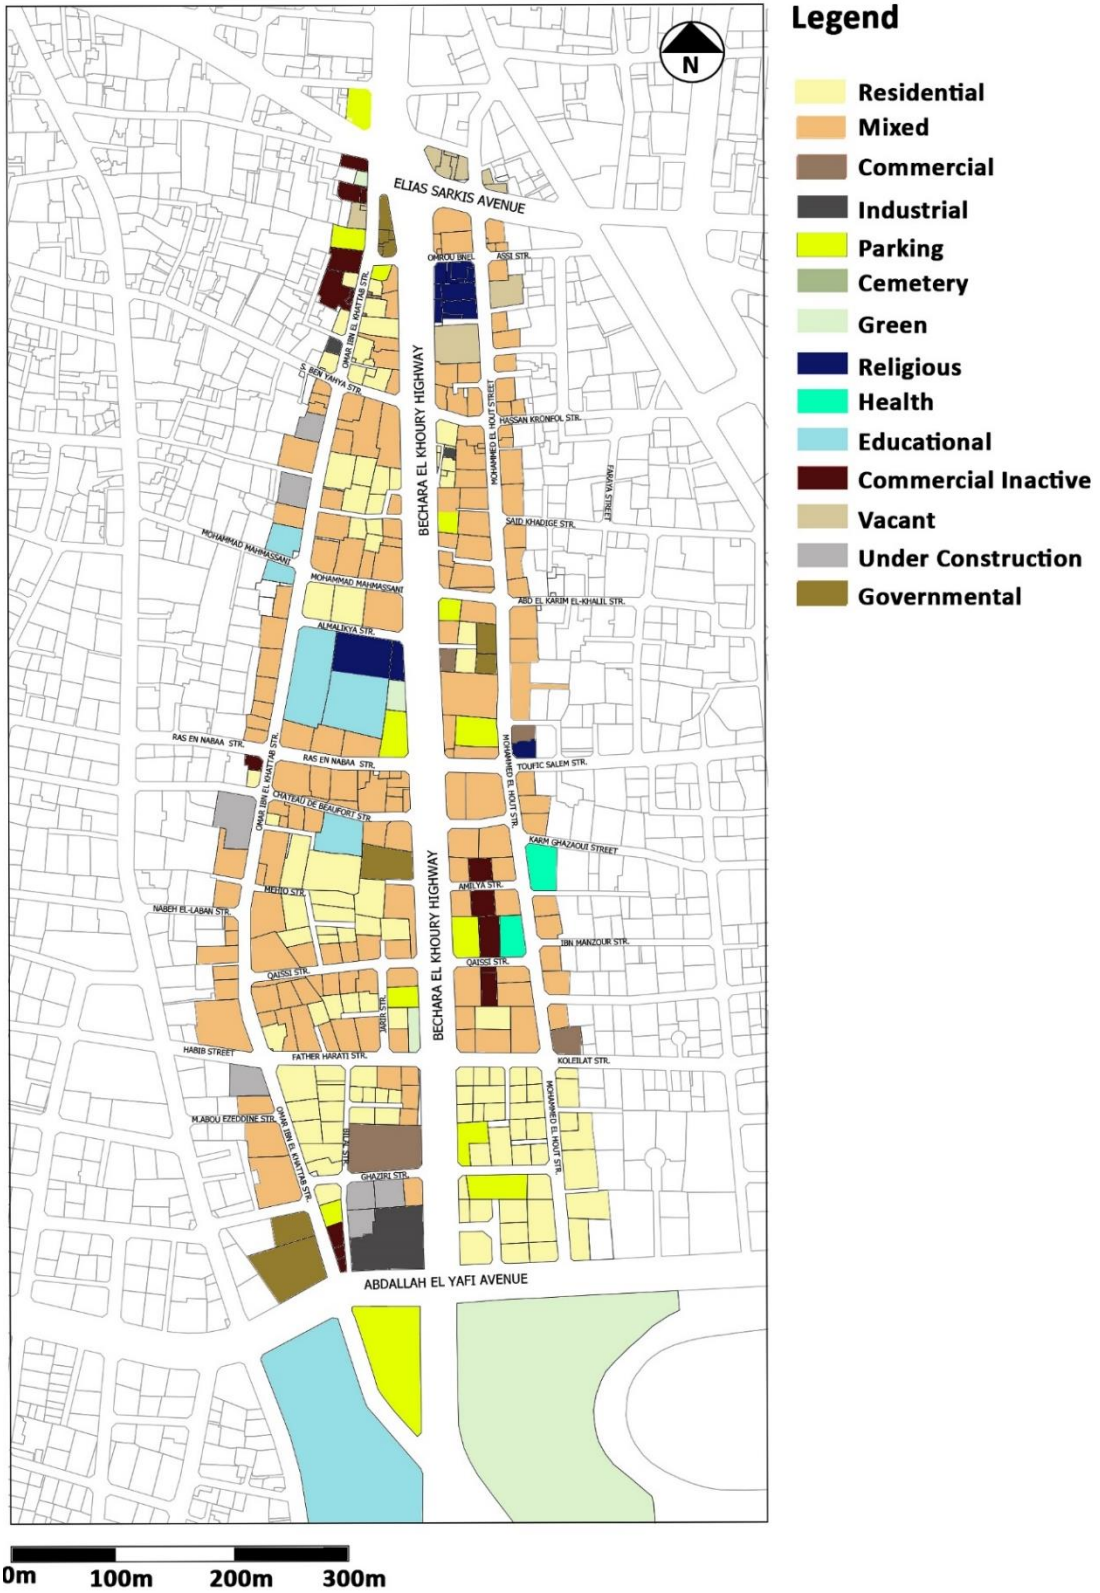 Legend
N
Residential
Mixed
Commercial
Industrial
Parking
Cemetery
Green
Religious
Health
Educational
Commercial Inactive
Vacant
Under Construction
Governmental
ELIAS SARKIS AVENUE
OMROU BNEL
ASSI STR.
OMAR IBN EL KHATTAB STR.
BEN YAHYA STR.
BECHARA EL KHOURY HIGHWAY
MOHAMMED EL HOUT STREET
HASSAN KRONFOL STR.
FARAYA STREET
SAID KHADIGE STR.
MOHAMMAD MAHMASSANI
MOHAMMAD MAHMASSANI
ABD EL KARIM EL-KHALIL STR.
ALMALIKYA STR.
RAS EN NABAA STR.
OMAR IBN EL KHATTAB STR.
RAS EN NABAA STR.
MOHAMMED EL HOUT STR.
TOUFIC SALEM STR.
CHATEAU DE BEAUFORT STR.
KARM GHAZAOUI STREET
BECHARA EL KHOURY HIGHWAY
MEHIO STR.
AMILYA STR.
NABEH EL-LABAN STR.
IBN MANZOUR STR.
QAISSI STR.
QAISSI STR.
JARIR STR.
HABIB STREET
FATHER HARATI STR.
KOLEILAT STR.
M.ABOU EZEDDINE STR.
OMAR IBN EL KHATTAB STR.
BILAL STR.
MOHAMMED EL HOUT STR.
GHAZIRI STR.
ABDALLAH EL YAFI AVENUE
0m
100m
200m
300m